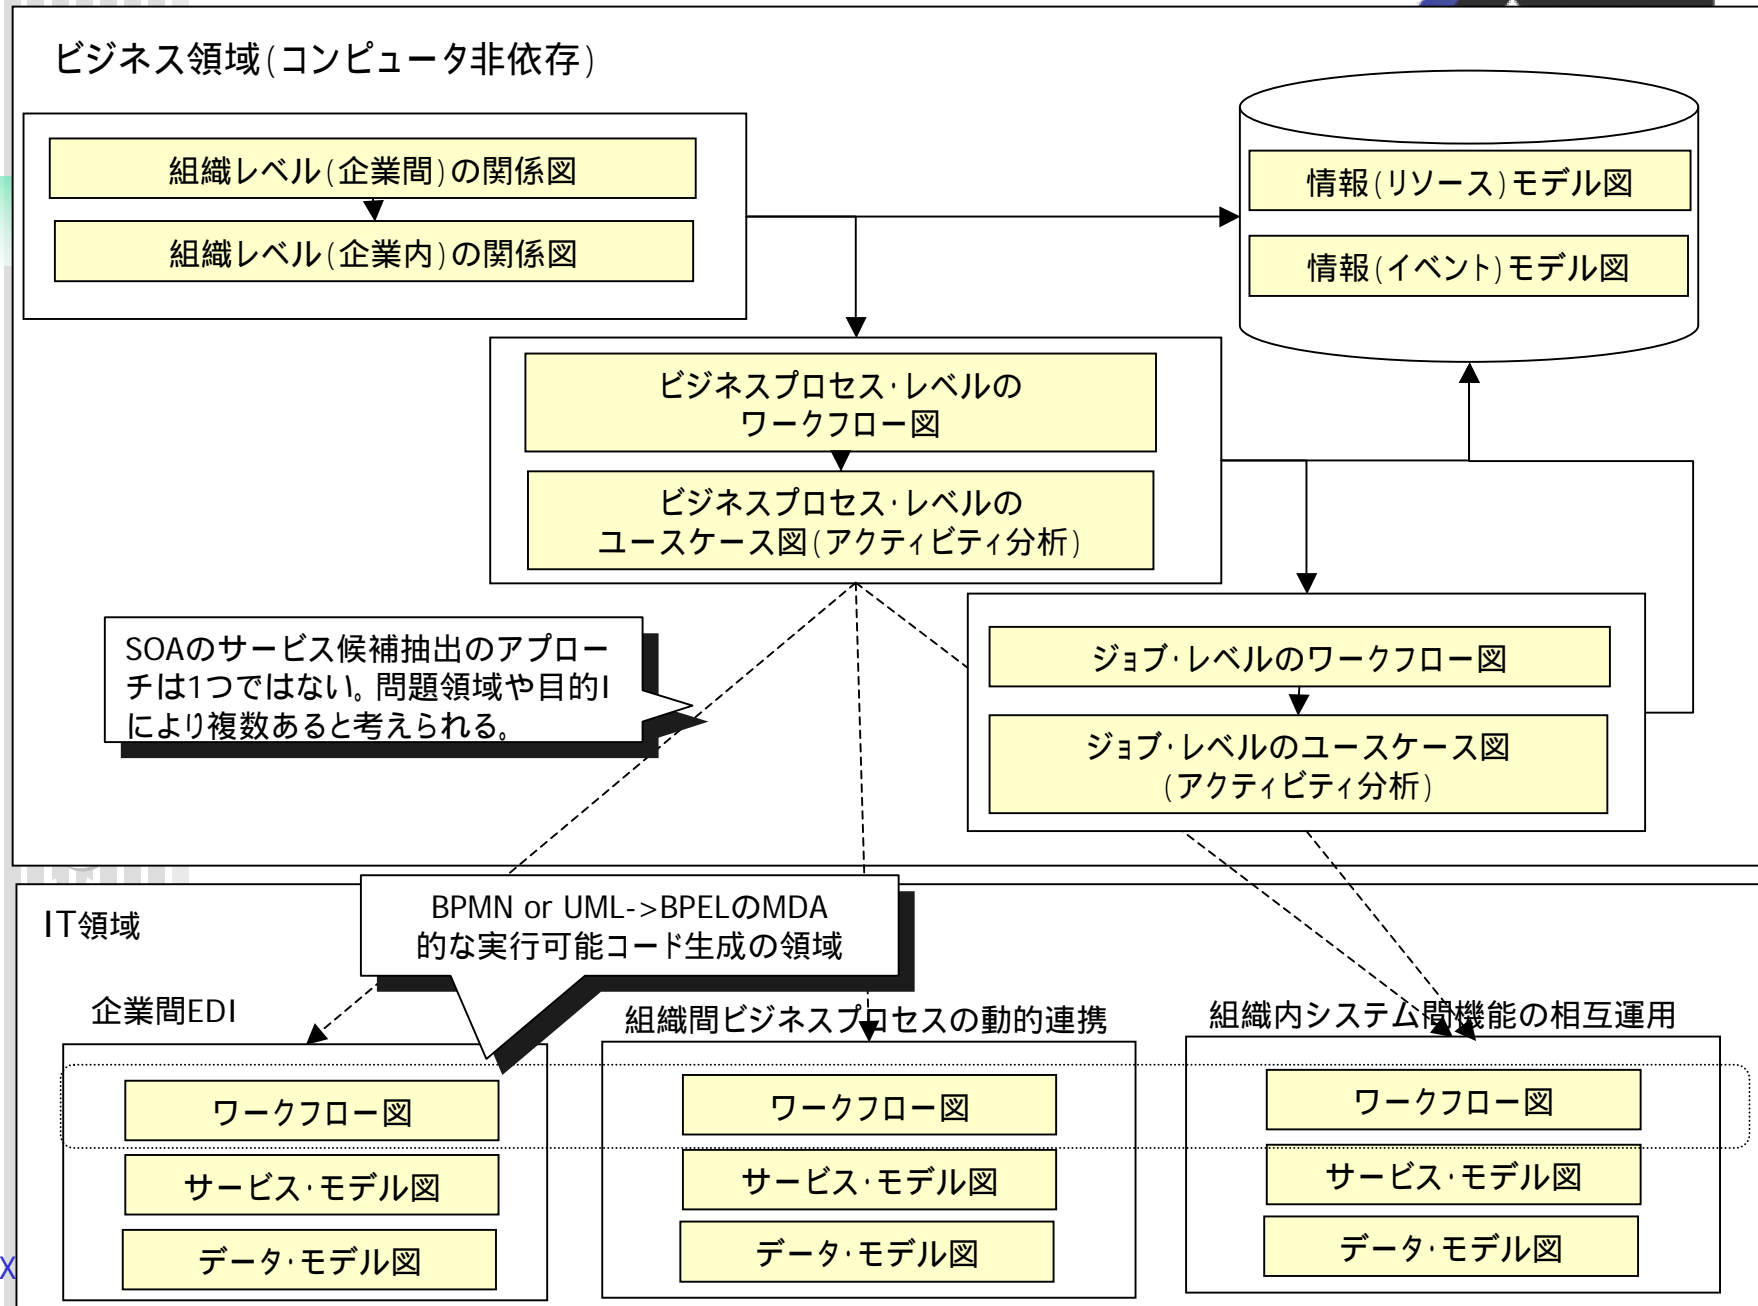 ビジネス領域(コンピュータ非依存)
組織レベル(企業間)の関係図
組織レベル(企業内)の関係図
情報(リソース)モデル図
情報(イベント)モデル図
ビジネスプロセス・レベルの
ワークフロー図
ビジネスプロセス・レベルの
ユースケース図(アクティビティ分析)
SOAのサービス候補抽出のアプロー
チは1つではない。問題領域や目的l
により複数あると考えられる。
ジョブ・レベルのワークフロー図
ジョブ・レベルのユースケース図
(アクティビティ分析)
IT領域
BPMN or UML->BPELのMDA
的な実行可能コード生成の領域
企業間EDI
組織間ビジネスプロセスの動的連携
組織内システム間機能の相互運用
ワークフロー図
サービス・モデル図
データ・モデル図
ワークフロー図
サービス・モデル図
データ・モデル図
ワークフロー図
サービス・モデル図
データ・モデル図
X